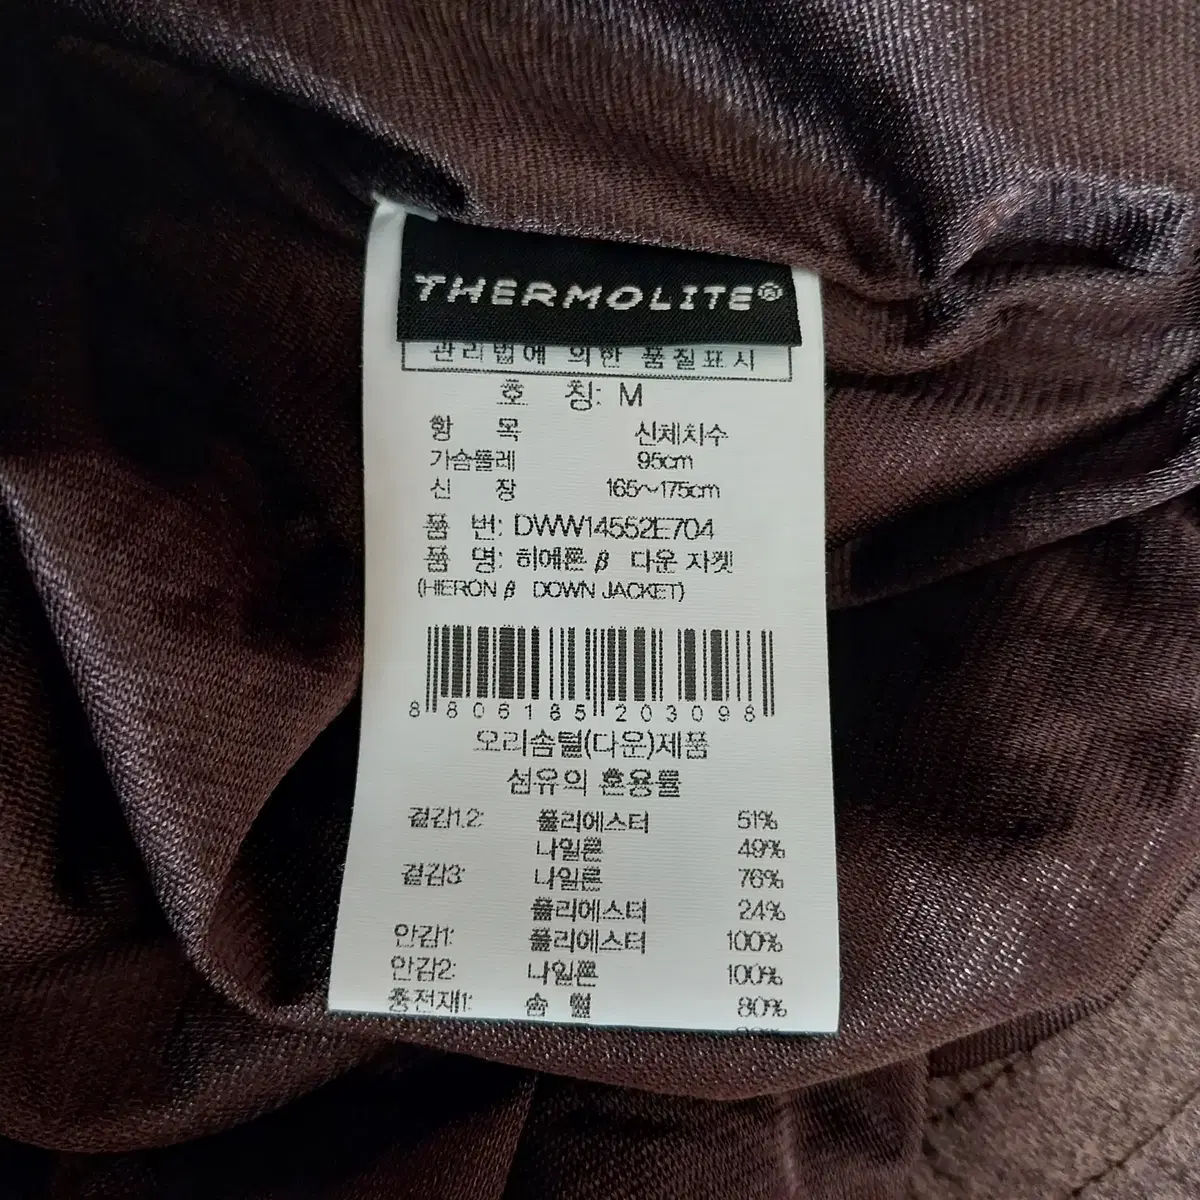 THERMOLITE®
관리법에 의한 품질표시
호 칭: M
항 목 신체치수
가슴둘레 95cm
신 장 165~175cm
품 번: DWW14552E704
품 명: 히에론 β 다운 자켓
(HIERON β DOWN JACKET)
8 806185 203098
오리솜털(다운)제품
섬유의 혼용률
겉감1.2: 폴리에스터 51%
나일론 49%
겉감3: 나일론 76%
폴리에스터 24%
안감1: 폴리에스터 100%
안감2: 나일론 100%
충전재1: 솜 털 80%